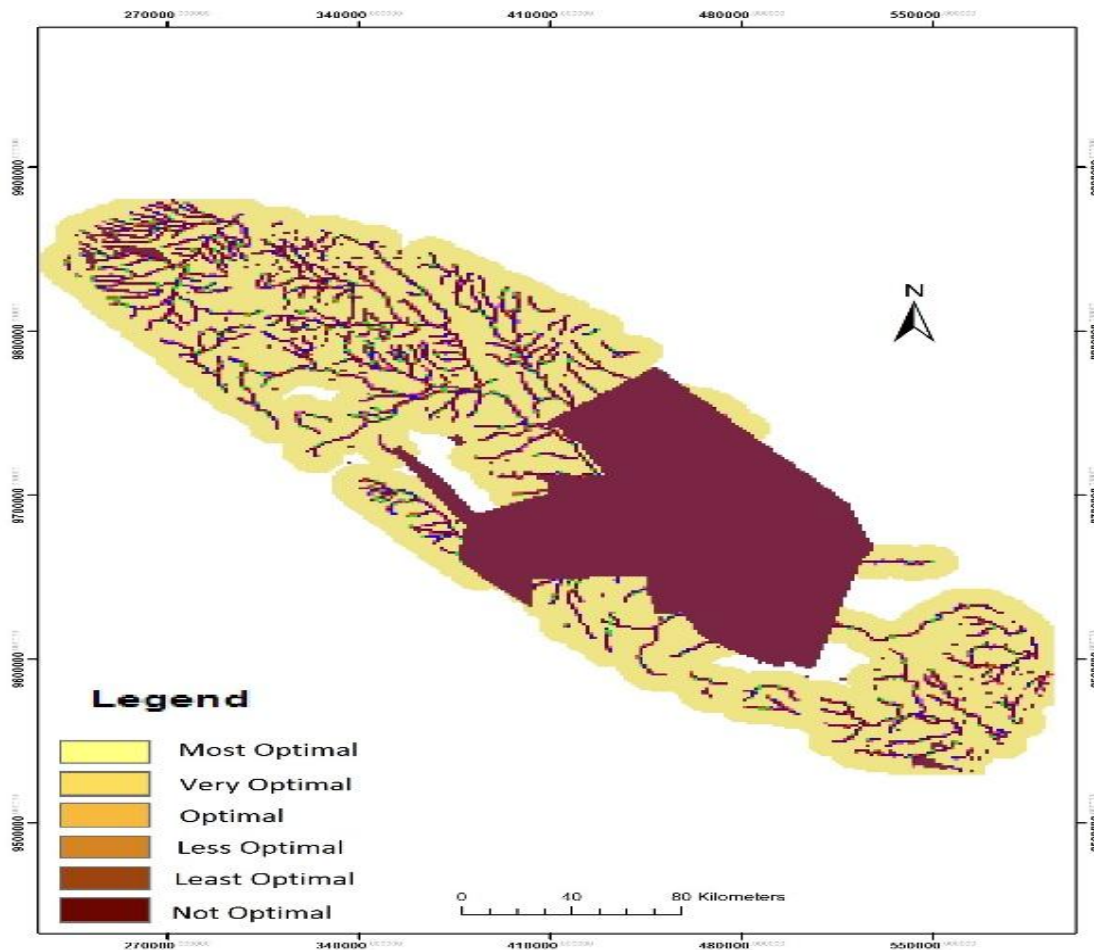 270000 340000 410000 480000 550000
9900000 9800000 9700000 9600000 9500000
N
Legend
Most Optimal
Very Optimal
Optimal
Less Optimal
Least Optimal
Not Optimal
0 40 80 Kilometers
270000 340000 410000 480000 550000